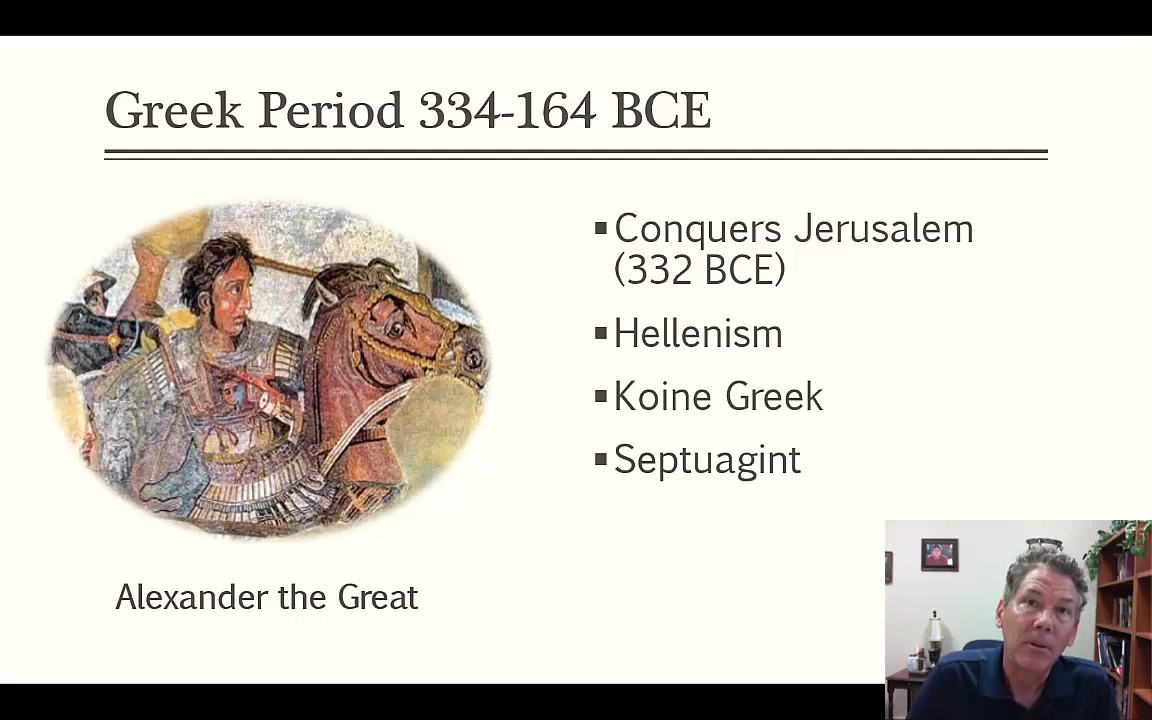 Greek Period 334-164 BCE
▪Conquers Jerusalem
(332 BCE)
▪Hellenism
▪Koine Greek
▪Septuagint
Alexander the Great